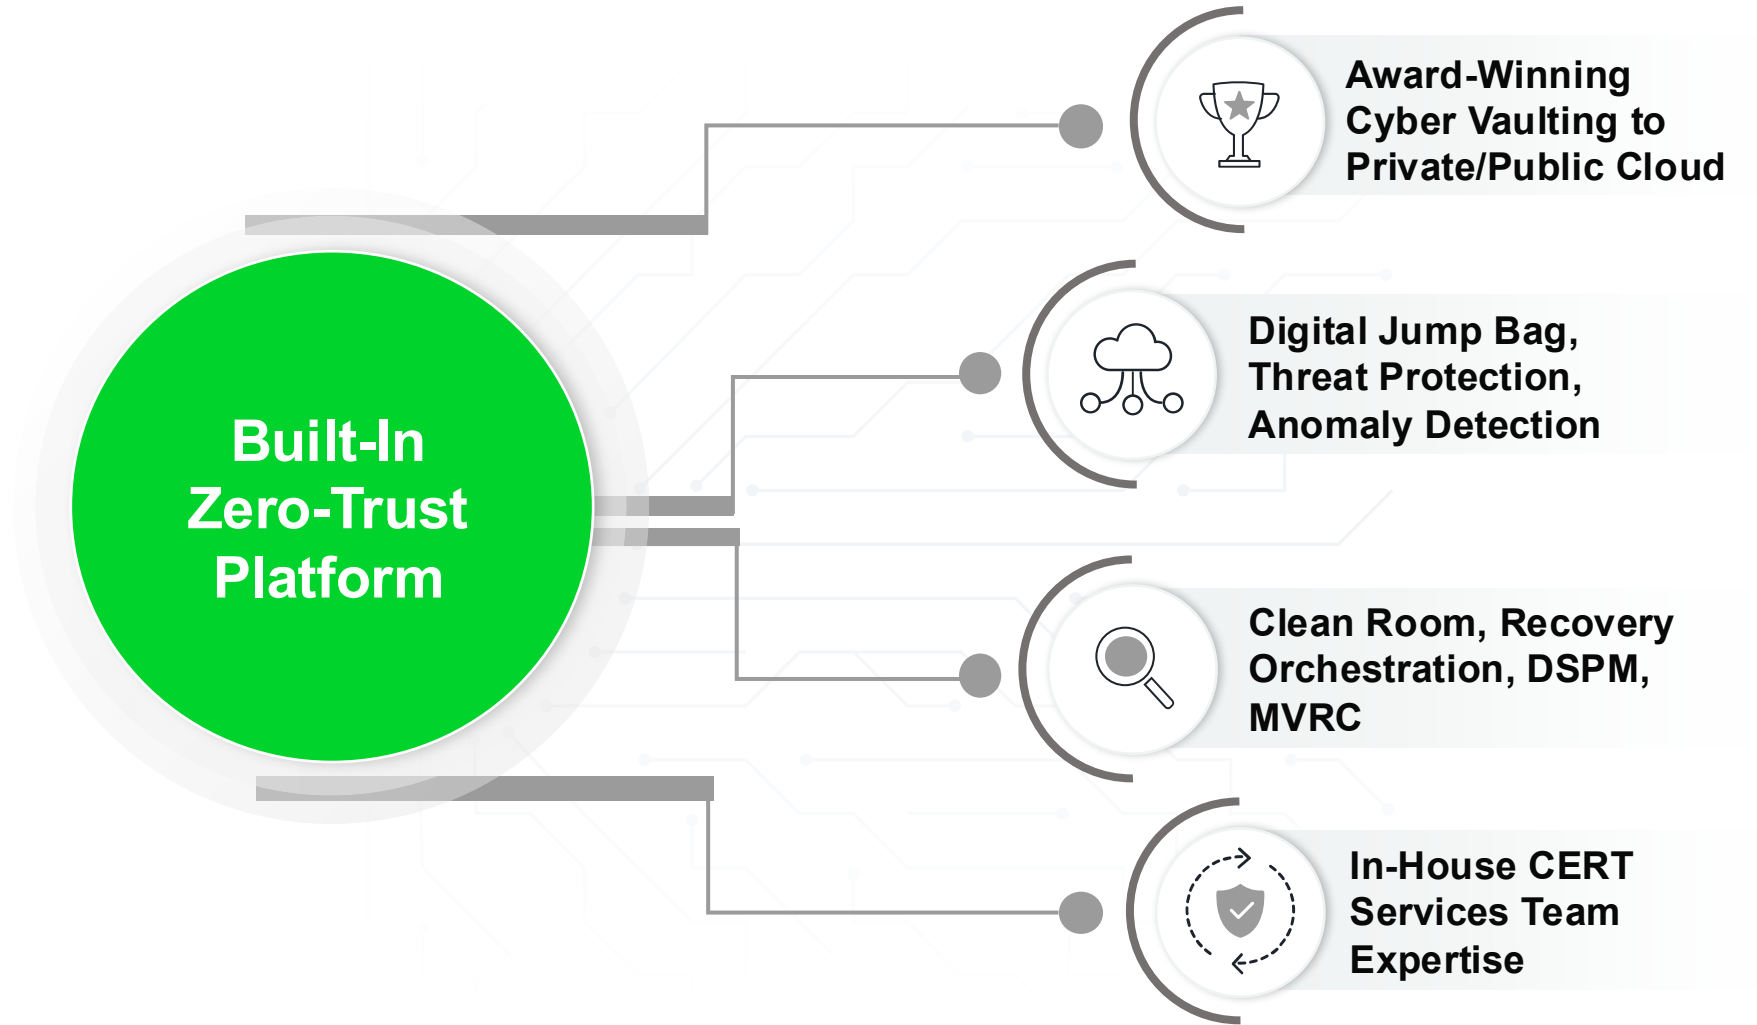 Built-In
Zero-Trust
Platform
Award-Winning
Cyber Vaulting to
Private/Public Cloud
Digital Jump Bag,
Threat Protection,
Anomaly Detection
Clean Room, Recovery
Orchestration, DSPM,
MVRC
In-House CERT
Services Team
Expertise